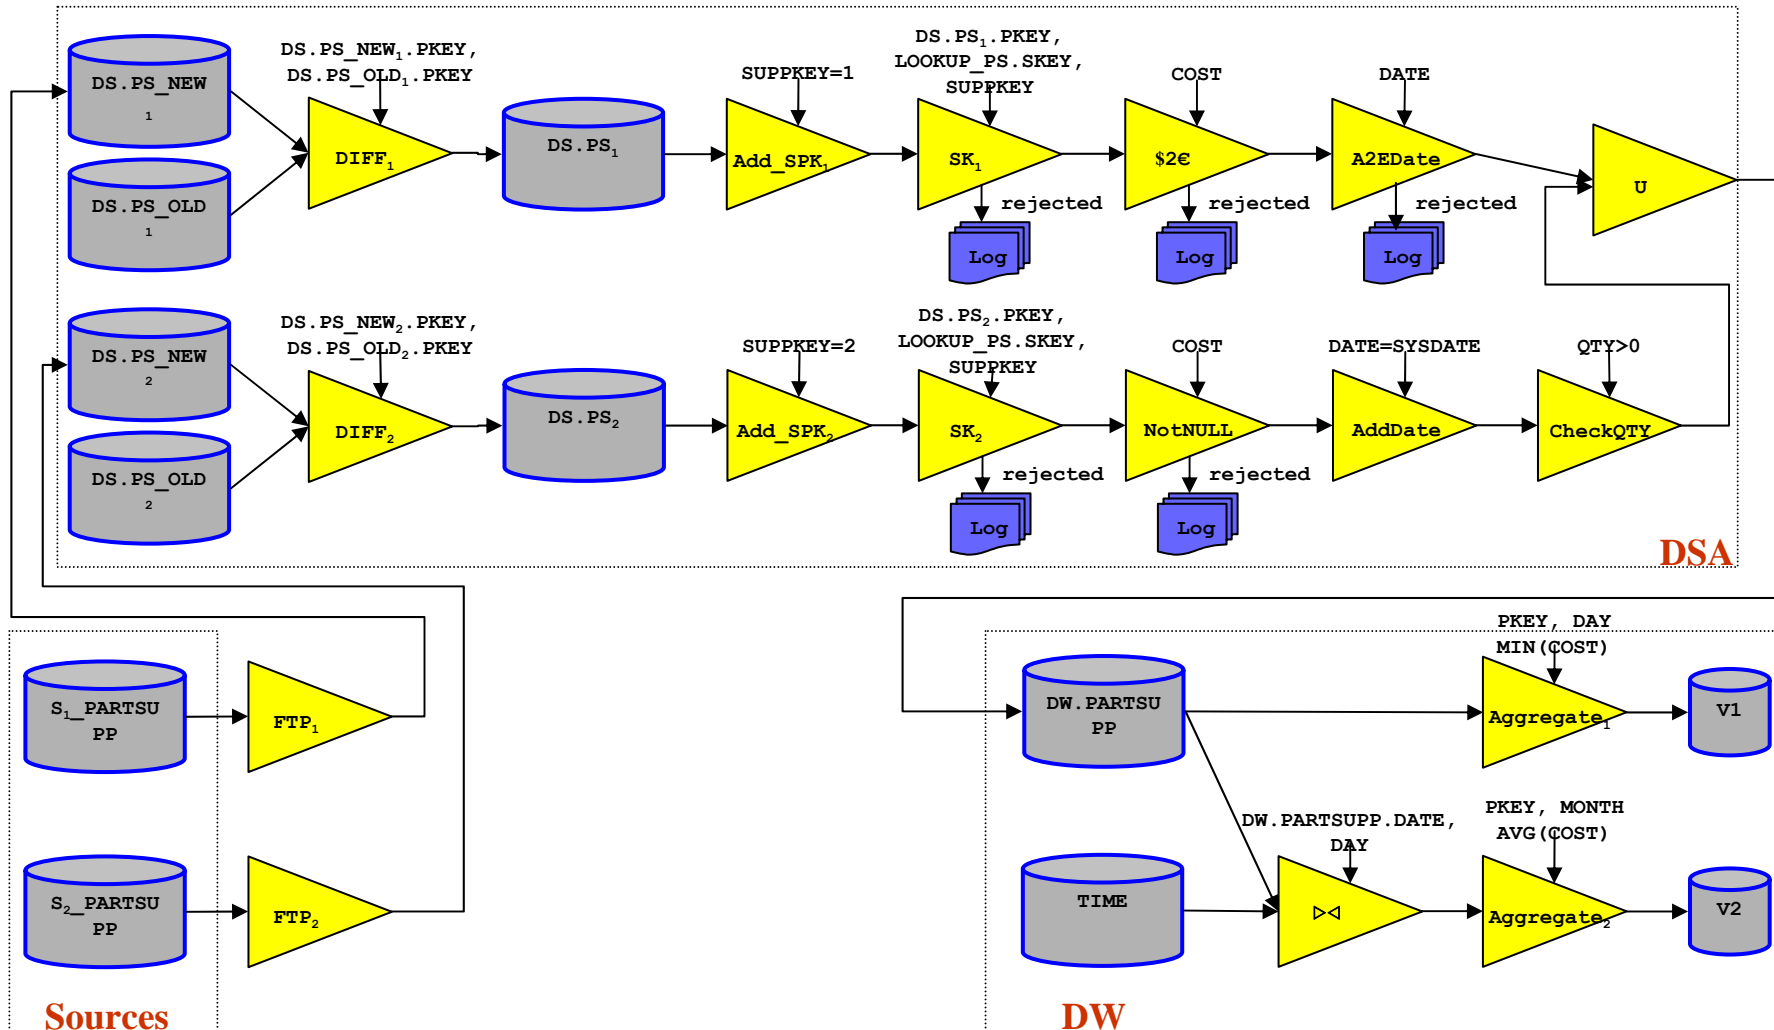 DS.PS_NEW₁.PKEY,
DS.PS_OLD₁.PKEY
DS.PS_NEW
1
DS.PS_OLD
1
DIFF₁
DS.PS₁
SUPPKEY=1
Add_SPK₁
DS.PS₁.PKEY,
LOOKUP_PS.SKEY,
SUPPKEY
SK₁
rejected
Log
COST
$2€
rejected
Log
DATE
A2EDate
rejected
Log
U
DS.PS_NEW₂.PKEY,
DS.PS_OLD₂.PKEY
DS.PS_NEW
2
DS.PS_OLD
2
DIFF₂
DS.PS₂
SUPPKEY=2
Add_SPK₂
DS.PS₂.PKEY,
LOOKUP_PS.SKEY,
SUPPKEY
SK₂
rejected
Log
COST
NotNULL
rejected
Log
DATE=SYSDATE
AddDate
QTY>0
CheckQTY
DSA
S₁_PARTSU
PP
FTP₁
S₂_PARTSU
PP
FTP₂
Sources
DW.PARTSU
PP
PKEY, DAY
MIN(COST)
Aggregate₁
V1
TIME
DW.PARTSUPP.DATE,
DAY
▷◁
PKEY, MONTH
AVG(COST)
Aggregate₂
V2
DW